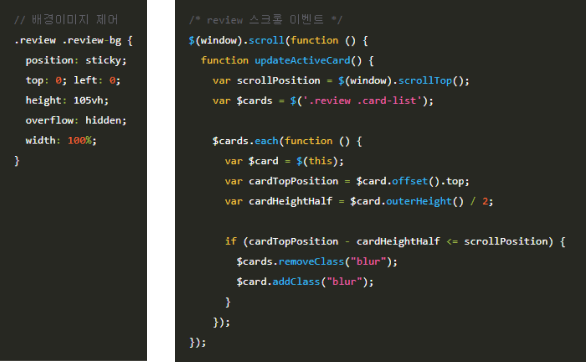 // 배경이미지 제어
.review .review-bg {
position: sticky;
top: 0; left: 0;
height: 105vh;
overflow: hidden;
width: 100%;
}
/* review 스크롤 이벤트 */
$(window).scroll(function () {
function updateActiveCard() {
var scrollPosition = $(window).scrollTop();
var $cards = $('.review .card-list');
$cards.each(function () {
var $card = $(this);
var cardTopPosition = $card.offset().top;
var cardHeightHalf = $card.outerHeight() / 2;
if (cardTopPosition - cardHeightHalf <= scrollPosition) {
$cards.removeClass("blur");
$card.addClass("blur");
}
});
});